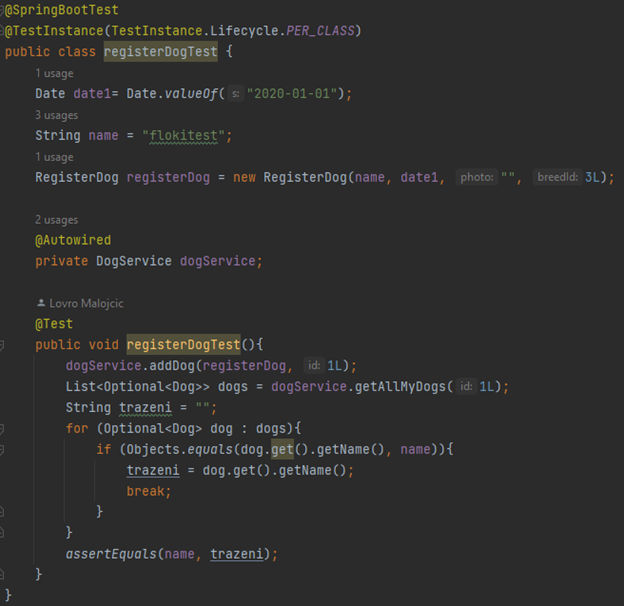 @SpringBootTest
@TestInstance(TestInstance.Lifecycle.PER_CLASS)
public class registerDogTest {
1 usage
Date date1= Date.valueOf( s: "2020-01-01");
3 usages
String name = "flokitest";
1 usage
RegisterDog registerDog = new RegisterDog(name, date1, photo: "", breedId: 3L);
2 usages
@Autowired
private DogService dogService;
Lovro Malojcic
@Test
public void registerDogTest(){
dogService.addDog(registerDog, id: 1L);
List<Optional<Dog>> dogs = dogService.getAllMyDogs( id: 1L);
String trazeni = "";
for (Optional<Dog> dog : dogs){
if (Objects.equals(dog.get().getName(), name)){
trazeni = dog.get().getName();
break;
}
}
assertEquals(name, trazeni);
}
}